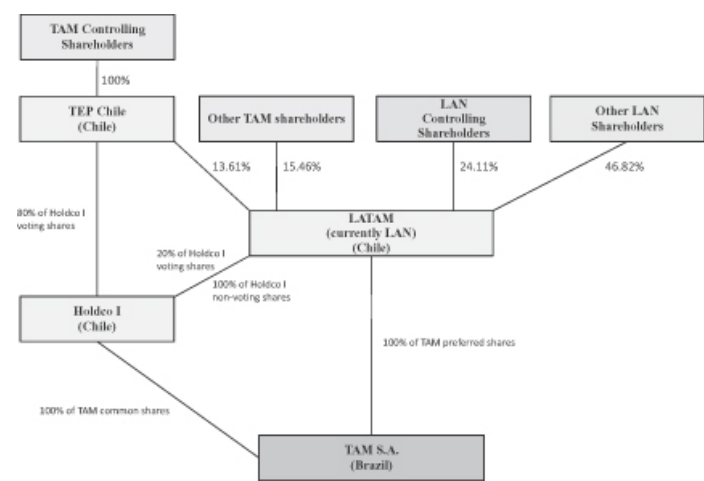 TAM Controlling
Shareholders
100%
TEP Chile
(Chile)
Other TAM shareholders
LAN
Controlling
Shareholders
Other LAN
Shareholders
13.61%
15.46%
24.11%
46.82%
80% of Holdco I
voting shares
LATAM
(currently LAN)
(Chile)
20% of Holdco I
voting shares
100% of Holdco I
non-voting shares
Holdco I
(Chile)
100% of TAM preferred shares
100% of TAM common shares
TAM S.A.
(Brazil)